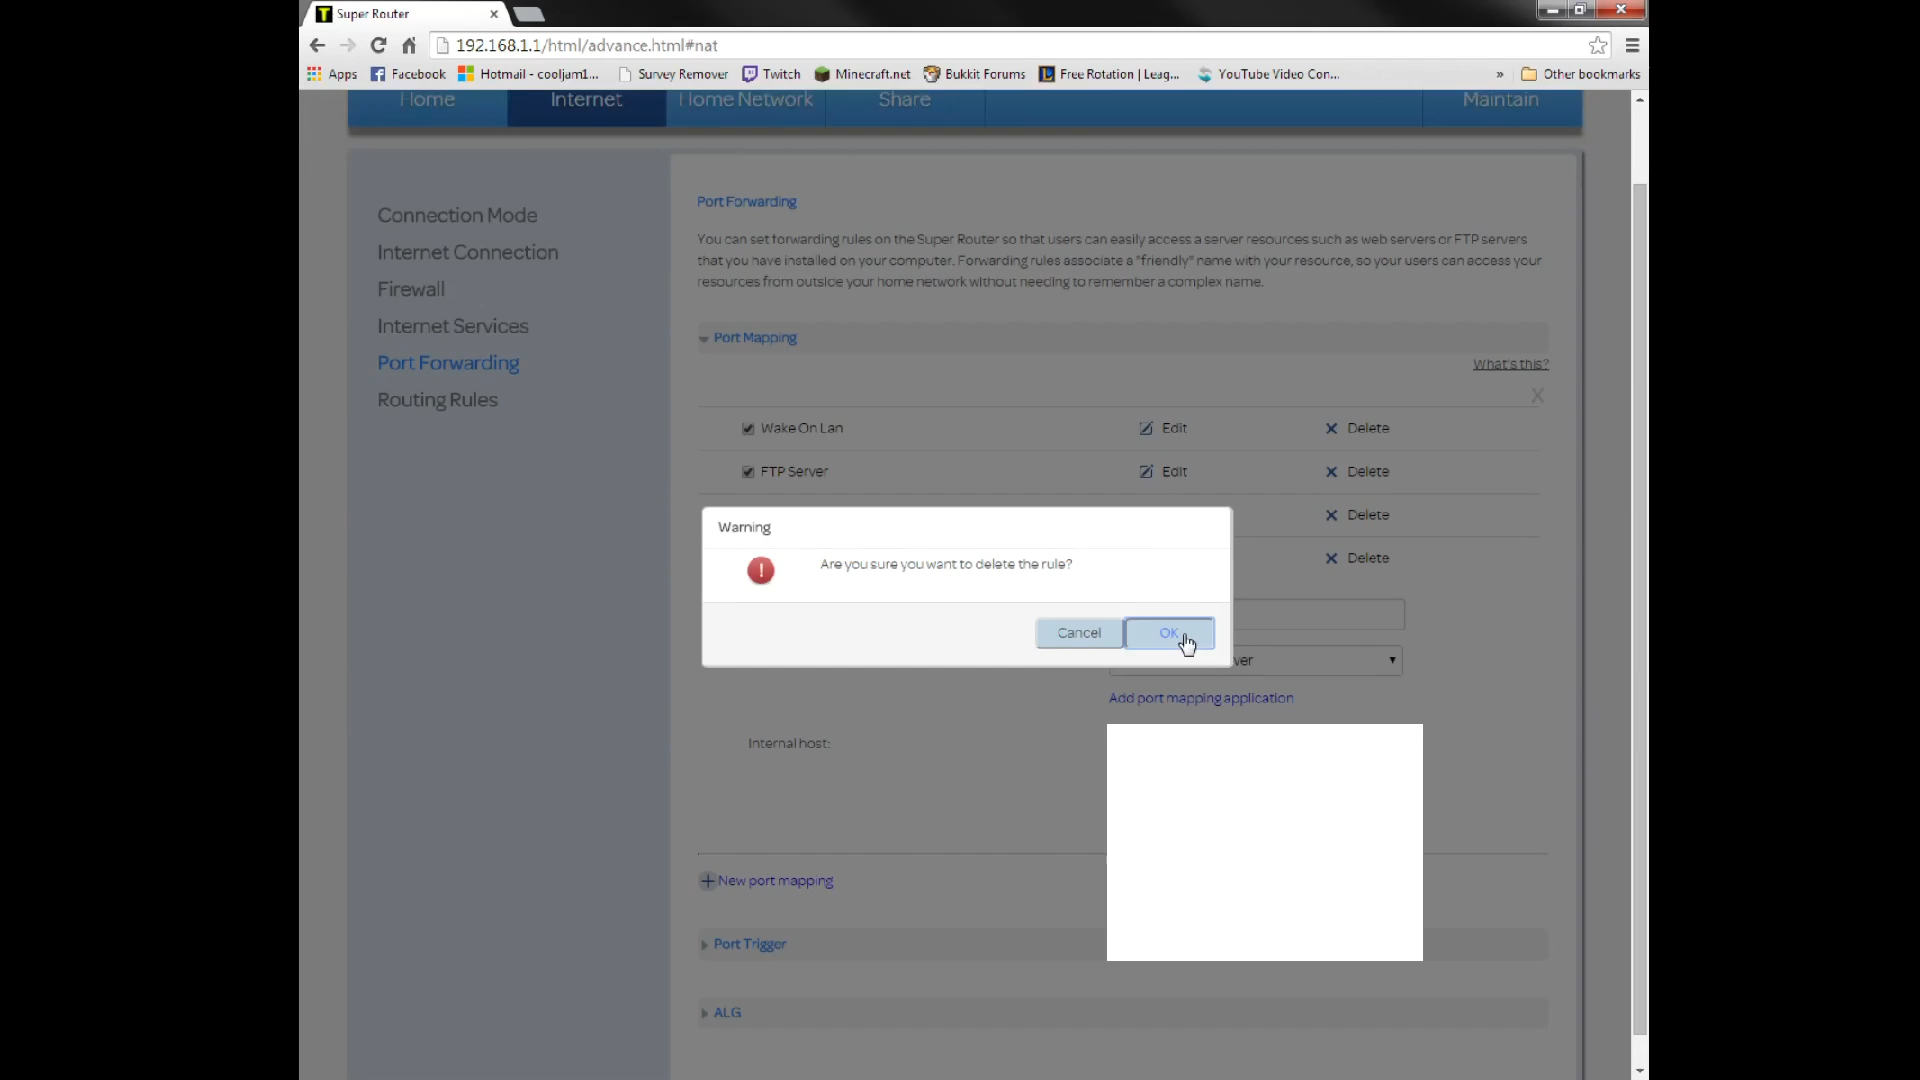 Super Router
192.168.1.1/html/advance.html#nat
Apps Facebook Hotmail - cooljam1... Survey Remover Twitch Minecraft.net Bukkit Forums Free Rotation | Leag... YouTube Video Con... » Other bookmarks
Home Internet Home Network Share Maintain
Connection Mode
Internet Connection
Firewall
Internet Services
Port Forwarding
Routing Rules
Port Forwarding
You can set forwarding rules on the Super Router so that users can easily access a server resources such as web servers or FTP servers
that you have installed on your computer. Forwarding rules associate a "friendly" name with your resource, so your users can access your
resources from outside your home network without needing to remember a complex name.
Port Mapping
What's this?
X
Wake On Lan Edit Delete
FTP Server Edit Delete
Delete
Delete
Warning
Are you sure you want to delete the rule?
Cancel OK
ver
Add port mapping application
Internal host:
New port mapping
Port Trigger
ALG